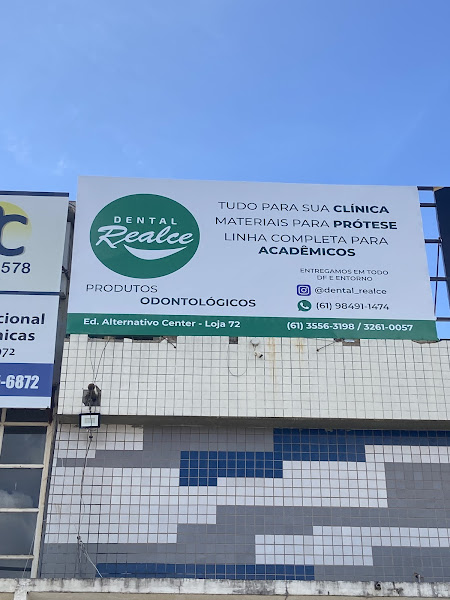 DENTAL
Realce
PRODUTOS
ODONTOLÓGICOS
TUDO PARA SUA CLÍNICA
MATERIAIS PARA PRÓTESE
LINHA COMPLETA PARA
ACADÊMICOS
ENTREGAMOS EM TODO
DF E ENTORNO
@dental_realce
(61) 98491-1474
Ed. Alternativo Center - Loja 72
(61) 3556-3198 / 3261-0057
c
578
cional
nicas
072
-6872